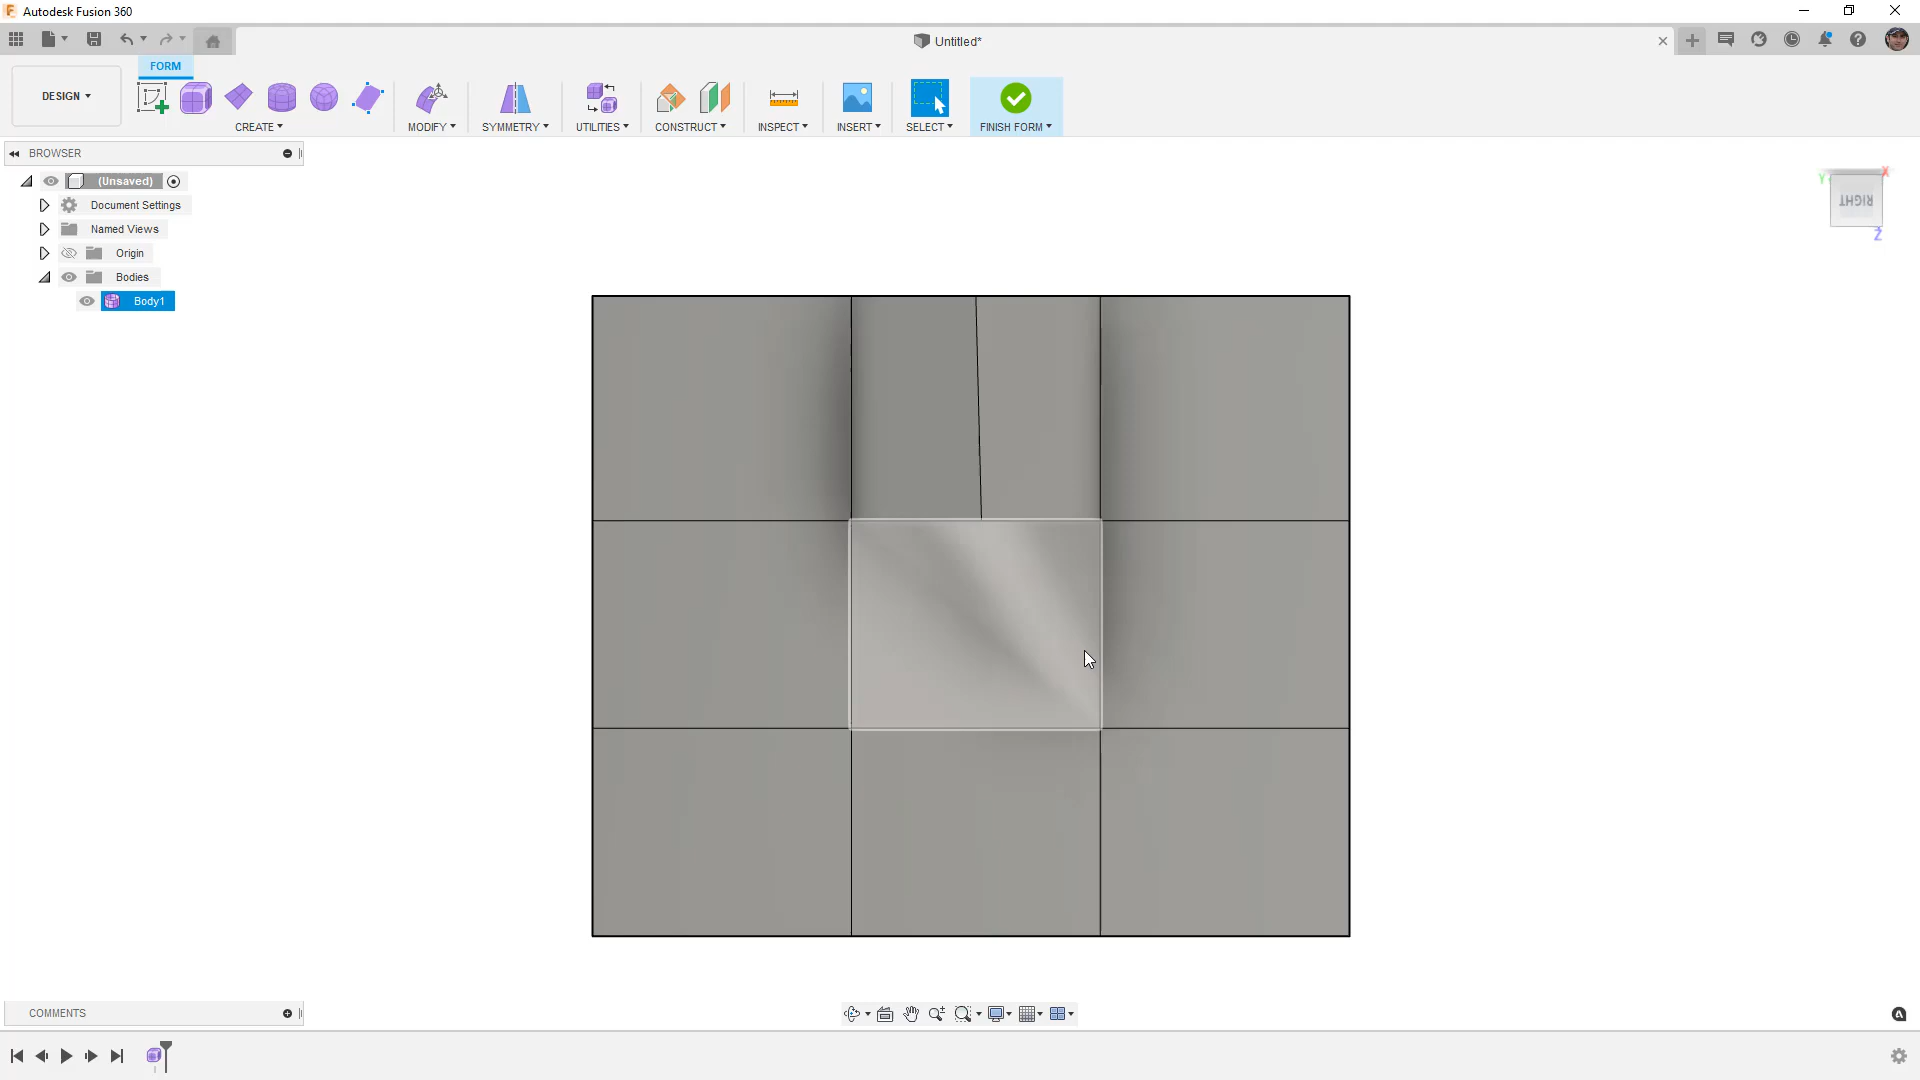 Autodesk Fusion 360
Untitled*
FORM
DESIGN
CREATE
MODIFY
SYMMETRY
UTILITIES
CONSTRUCT
INSPECT
INSERT
SELECT
FINISH FORM
BROWSER
(Unsaved)
Document Settings
Named Views
Origin
Bodies
Body1
X
Y
RIGHT
Z
COMMENTS